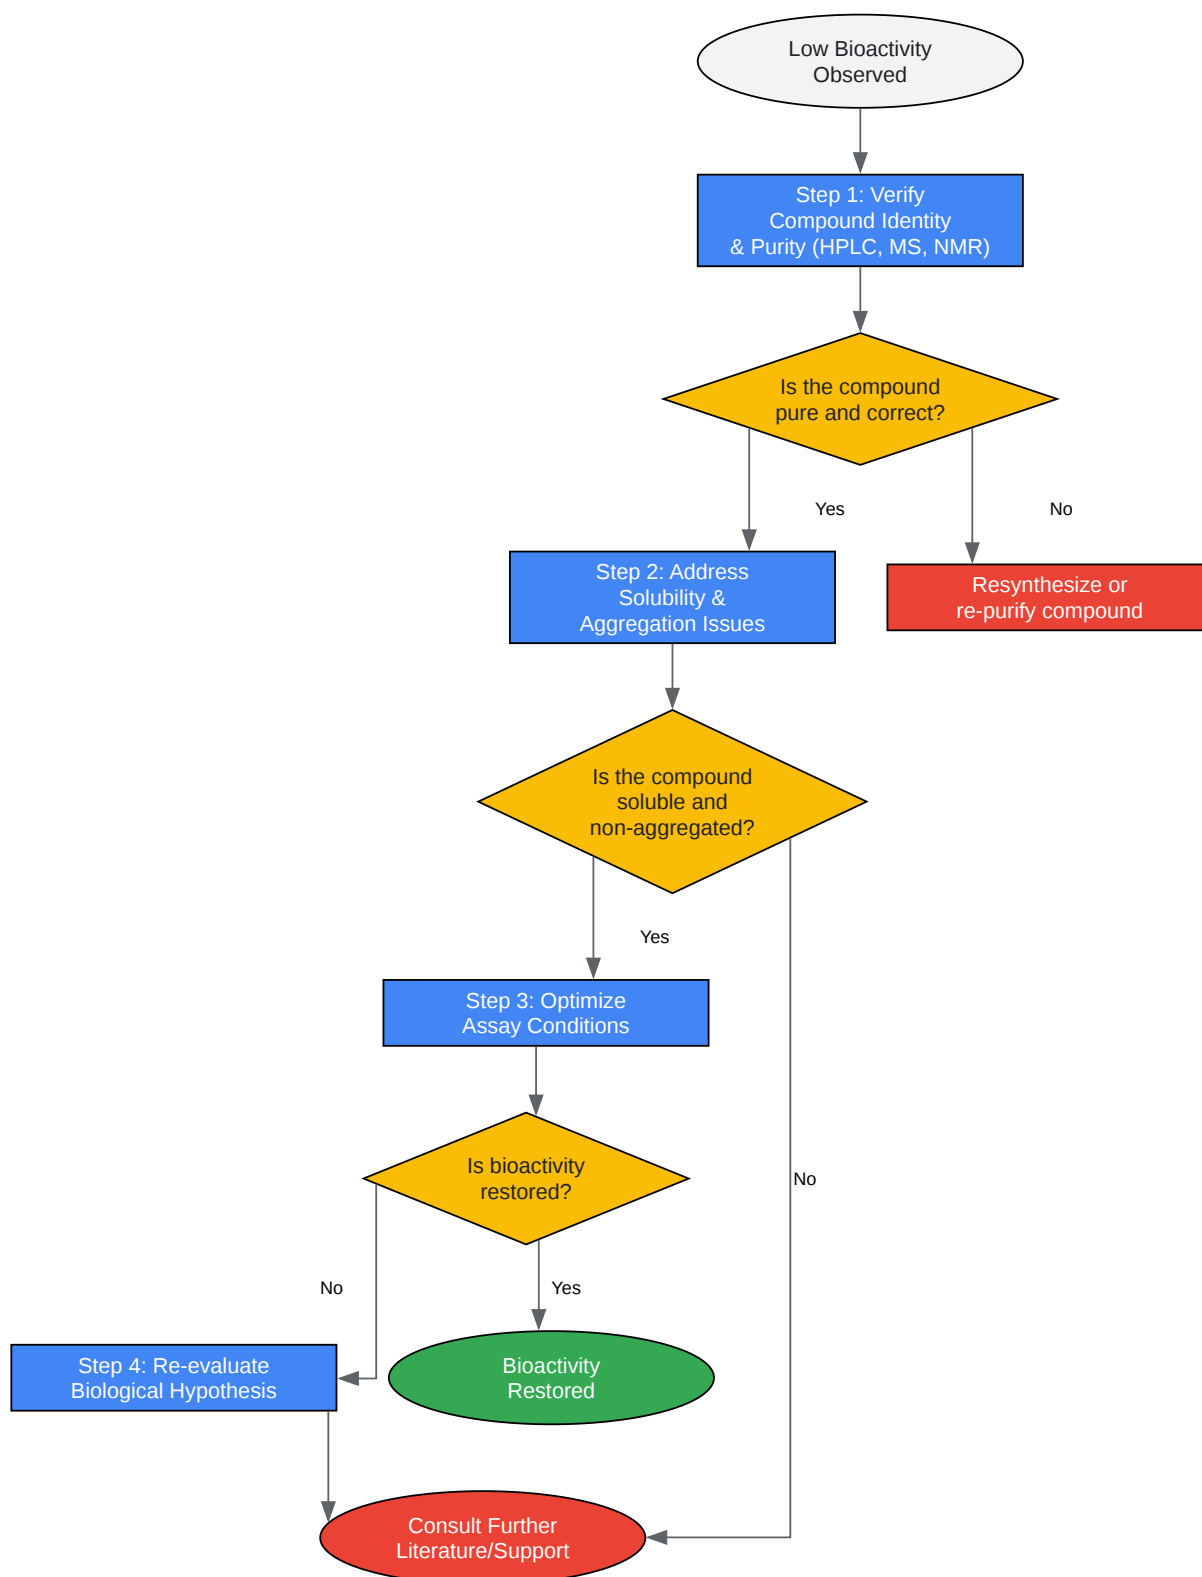 Low Bioactivity
Observed
Step 1: Verify
Compound Identity
& Purity (HPLC, MS, NMR)
Is the compound
pure and correct?
Yes
No
Step 2: Address
Solubility &
Aggregation Issues
Resynthesize or
re-purify compound
Is the compound
soluble and
non-aggregated?
Yes
Step 3: Optimize
Assay Conditions
Is bioactivity
restored?
No
No
Yes
Step 4: Re-evaluate
Biological Hypothesis
Bioactivity
Restored
Consult Further
Literature/Support